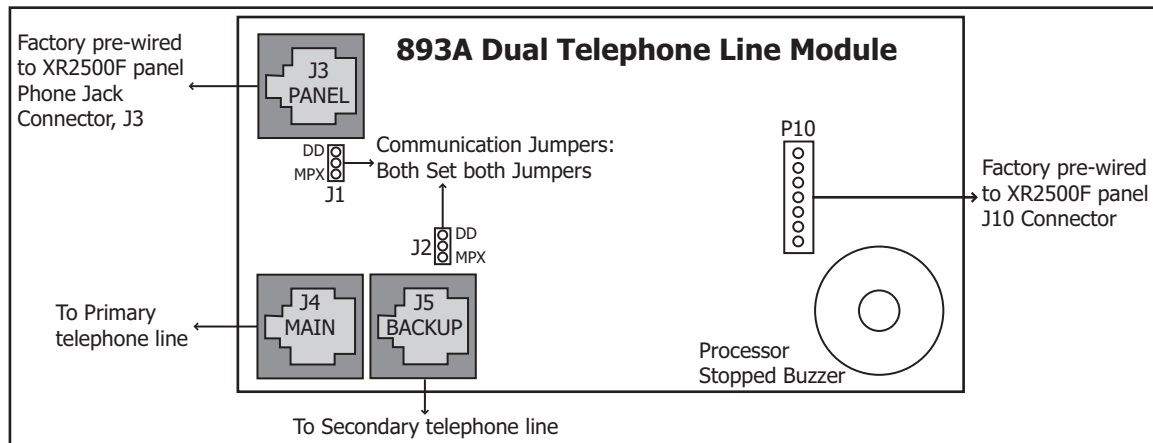 893A Dual Telephone Line Module
Factory pre-wired
to XR2500F panel
Phone Jack
Connector, J3
J3
PANEL
DD
MPX
J1
Communication Jumpers:
Both Set both Jumpers
J2
DD
MPX
P10
Factory pre-wired
to XR2500F panel
J10 Connector
To Primary
telephone line
J4
MAIN
J5
BACKUP
Processor
Stopped Buzzer
To Secondary telephone line